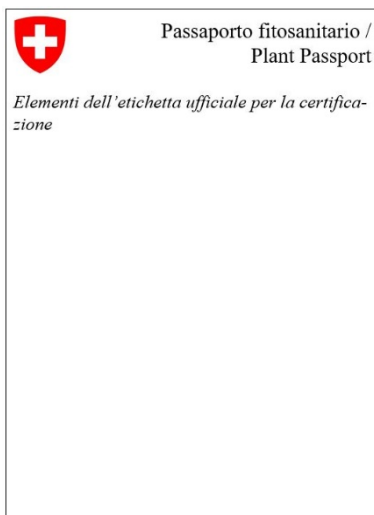 Passaporto fitosanitario /
Plant Passport
Elementi dell’etichetta ufficiale per la certifica-
zione